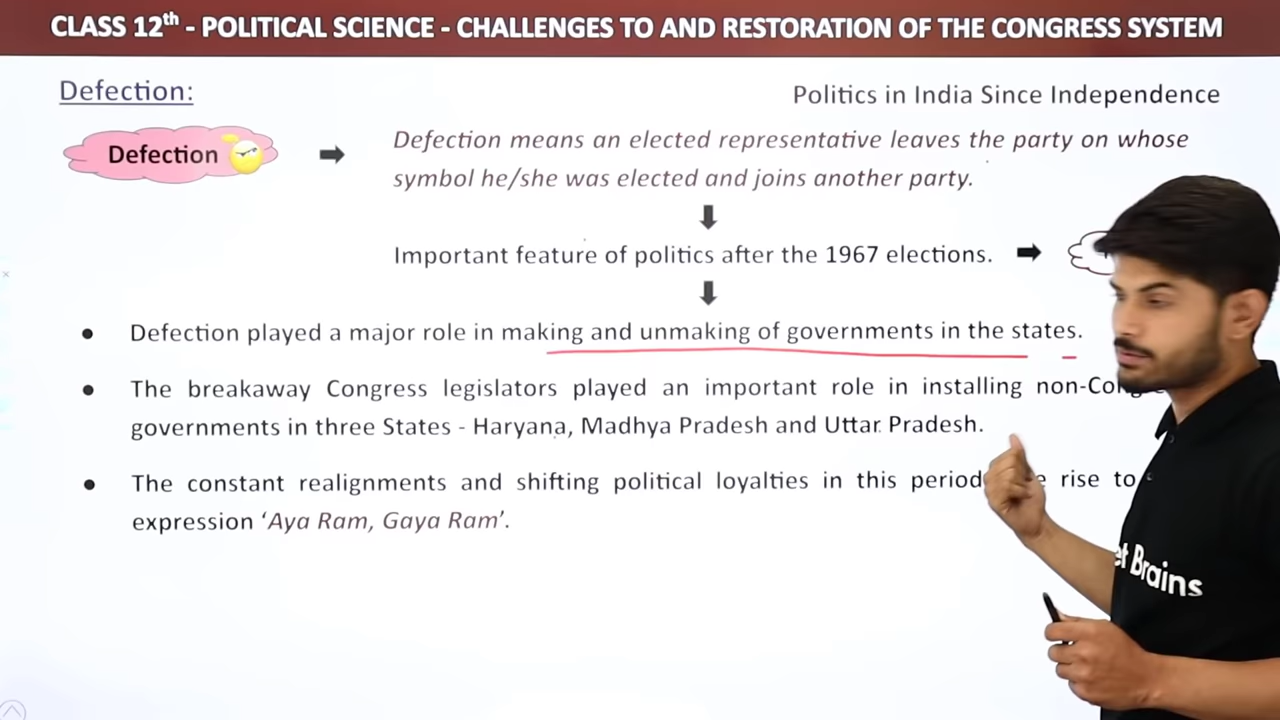 CLASS 12th - POLITICAL SCIENCE - CHALLENGES TO AND RESTORATION OF THE CONGRESS SYSTEM
Defection:
Politics in India Since Independence
Defection
Defection means an elected representative leaves the party on whose
symbol he/she was elected and joins another party.
Important feature of politics after the 1967 elections.
Defection played a major role in making and unmaking of governments in the states.
The breakaway Congress legislators played an important role in installing
governments in three States - Haryana, Madhya Pradesh and Uttar Pradesh.
The constant realignments and shifting political loyalties in this period rise to
expression ‘Aya Ram, Gaya Ram’.
Brains